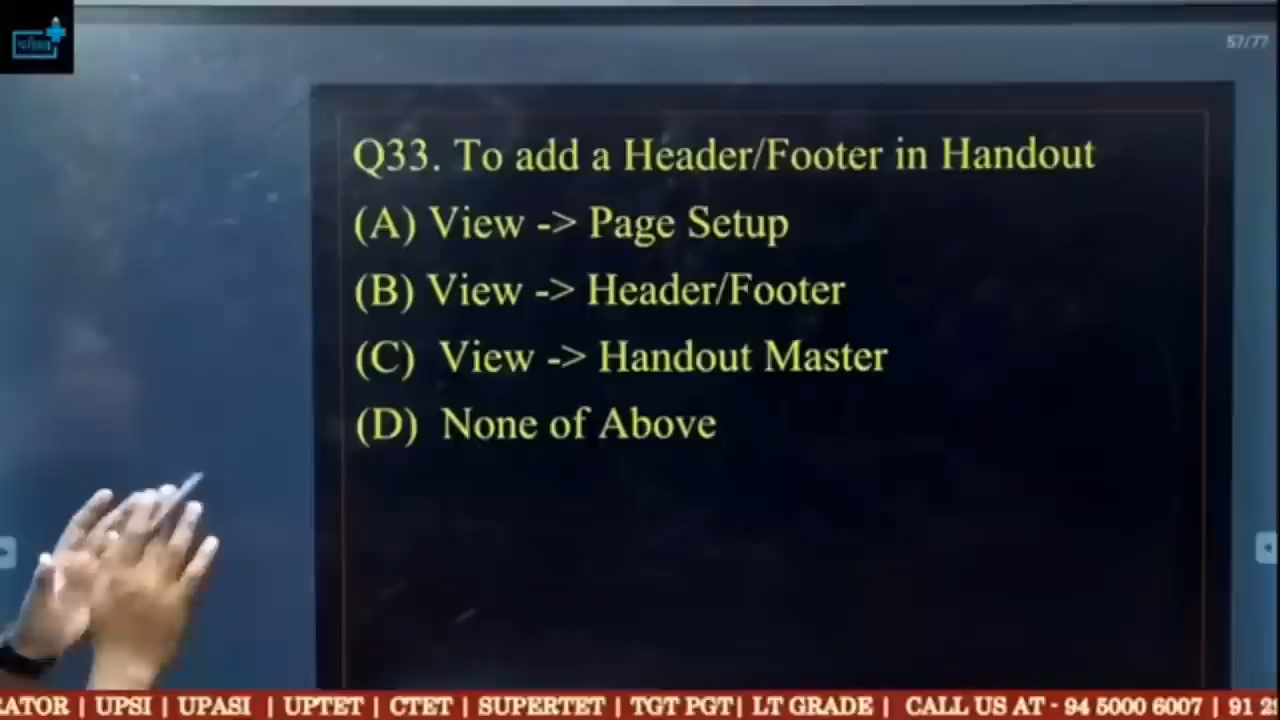 57/77
Q33. To add a Header/Footer in Handout
(A) View -> Page Setup
(B) View -> Header/Footer
(C) View -> Handout Master
(D) None of Above
RATOR | UPSI | UPASI | UPTET | CTET | SUPERTET | TGT PGT| LT GRADE | CALL US AT - 94 5000 6007 | 91